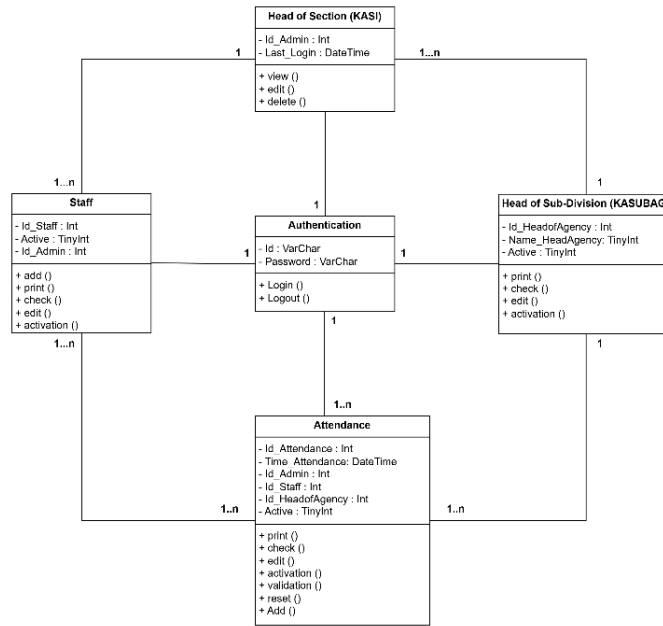 Head of Section (KASI)
- Id_Admin : Int
- Last_Login : DateTime
+ view ()
+ edit ()
+ delete ()
1
1...n
1
1...n
1
Staff
- Id_Staff : Int
- Active : TinyInt
- Id_Admin : Int
+ add ()
+ print ()
+ check ()
+ edit ()
+ activation ()
1...n
Authentication
- Id : VarChar
- Password : VarChar
+ Login ()
+ Logout ()
1
1
1
Head of Sub-Division (KASUBAG
- Id_HeadofAgency : Int
- Name_HeadAgency: TinyInt
- Active : TinyInt
+ print ()
+ check ()
+ edit ()
+ activation ()
1
1..n
Attendance
- Id_Attendance : Int
- Time_Attendance: DateTime
- Id_Admin : Int
- Id_Staff : Int
- Id_HeadofAgency : Int
- Active : TinyInt
+ print ()
+ check ()
+ edit ()
+ activation ()
+ validation ()
+ reset ()
+ Add ()
1..n
1..n